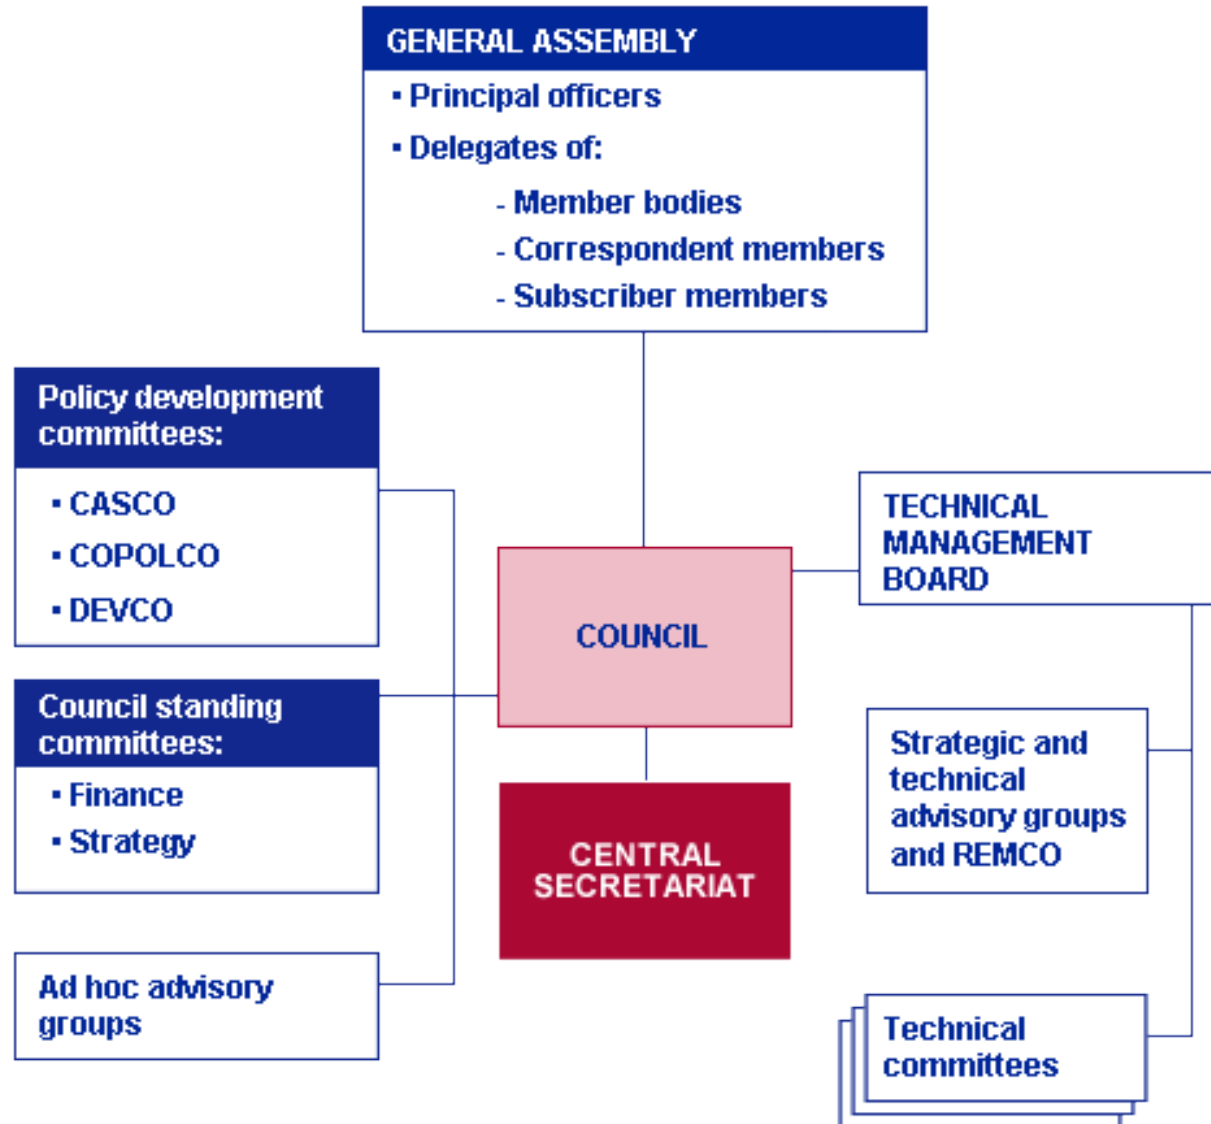 GENERAL ASSEMBLY
▪ Principal officers
▪ Delegates of:
- Member bodies
- Correspondent members
- Subscriber members
Policy development
committees:
▪ CASCO
▪ COPOLCO
▪ DEVCO
Council standing
committees:
▪ Finance
▪ Strategy
Ad hoc advisory
groups
COUNCIL
CENTRAL
SECRETARIAT
TECHNICAL
MANAGEMENT
BOARD
Strategic and
technical
advisory groups
and REMCO
Technical
committees